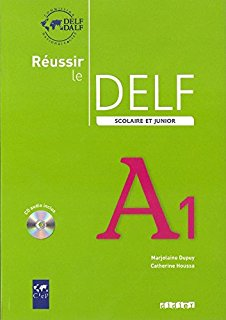 DELF
DALF
Réussir
le
DELF
SCOLAIRE ET JUNIOR
A1
CD audio inclus
Marjolaine Dupuy
Catherine Houssa
CIEP
didier